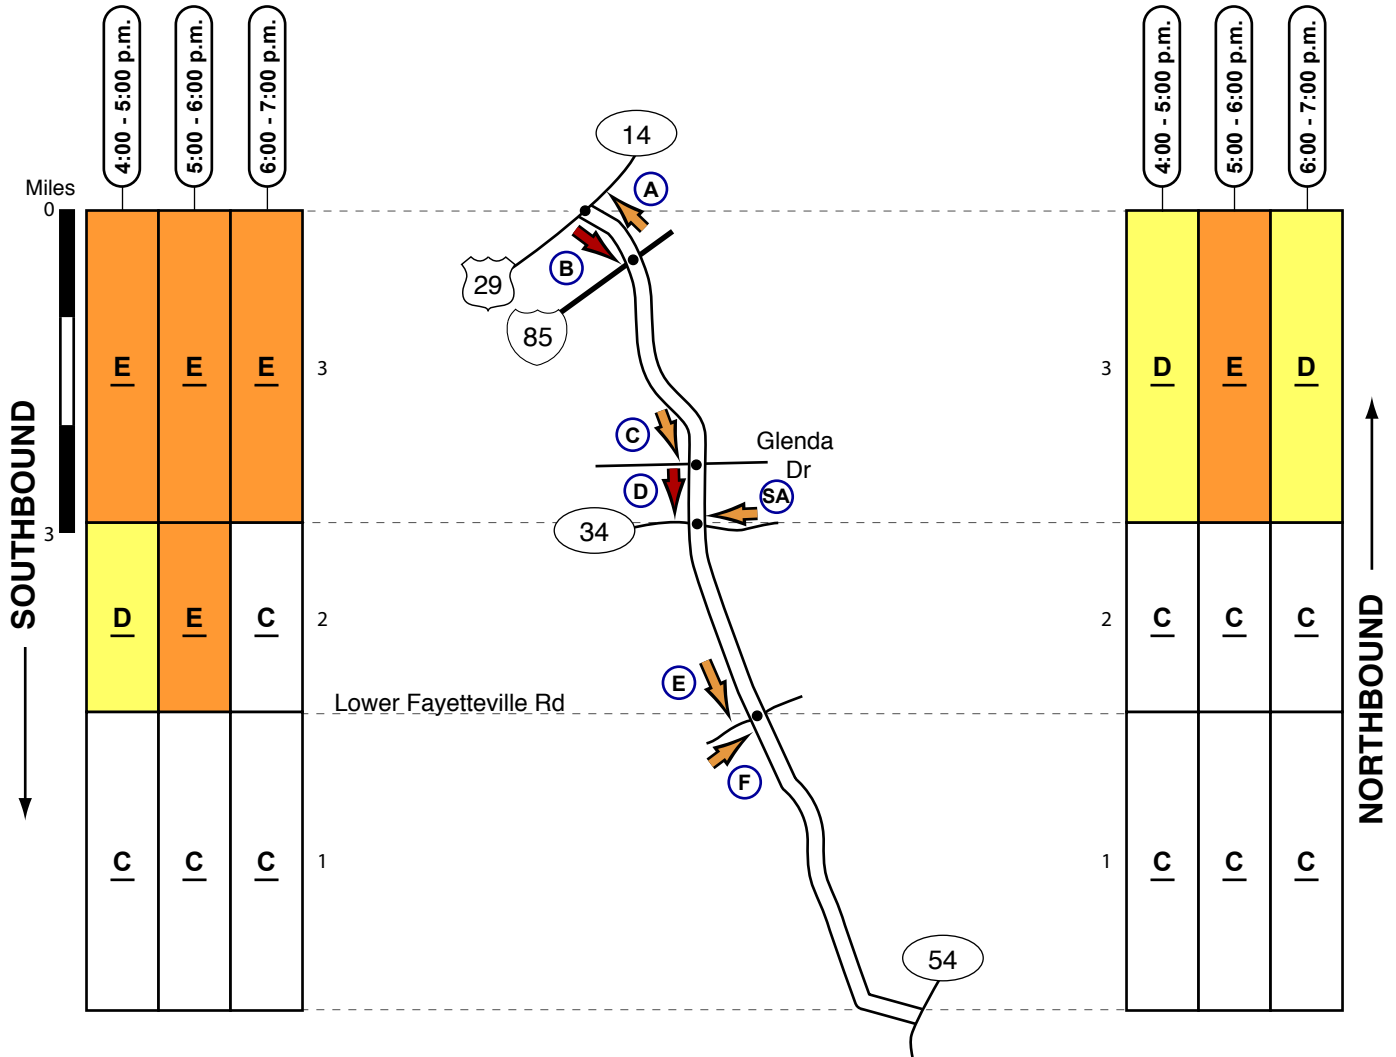 4:00 - 5:00 p.m.
5:00 - 6:00 p.m.
6:00 - 7:00 p.m.
4:00 - 5:00 p.m.
5:00 - 6:00 p.m.
6:00 - 7:00 p.m.
14
Miles
0
A
B
29
85
E E E 3
3 D E D
SOUTHBOUND
C
Glenda
Dr
D
SA
3
34
D E C 2
2 C C C
NORTHBOUND
E
Lower Fayetteville Rd
F
C C C 1
1 C C C
54